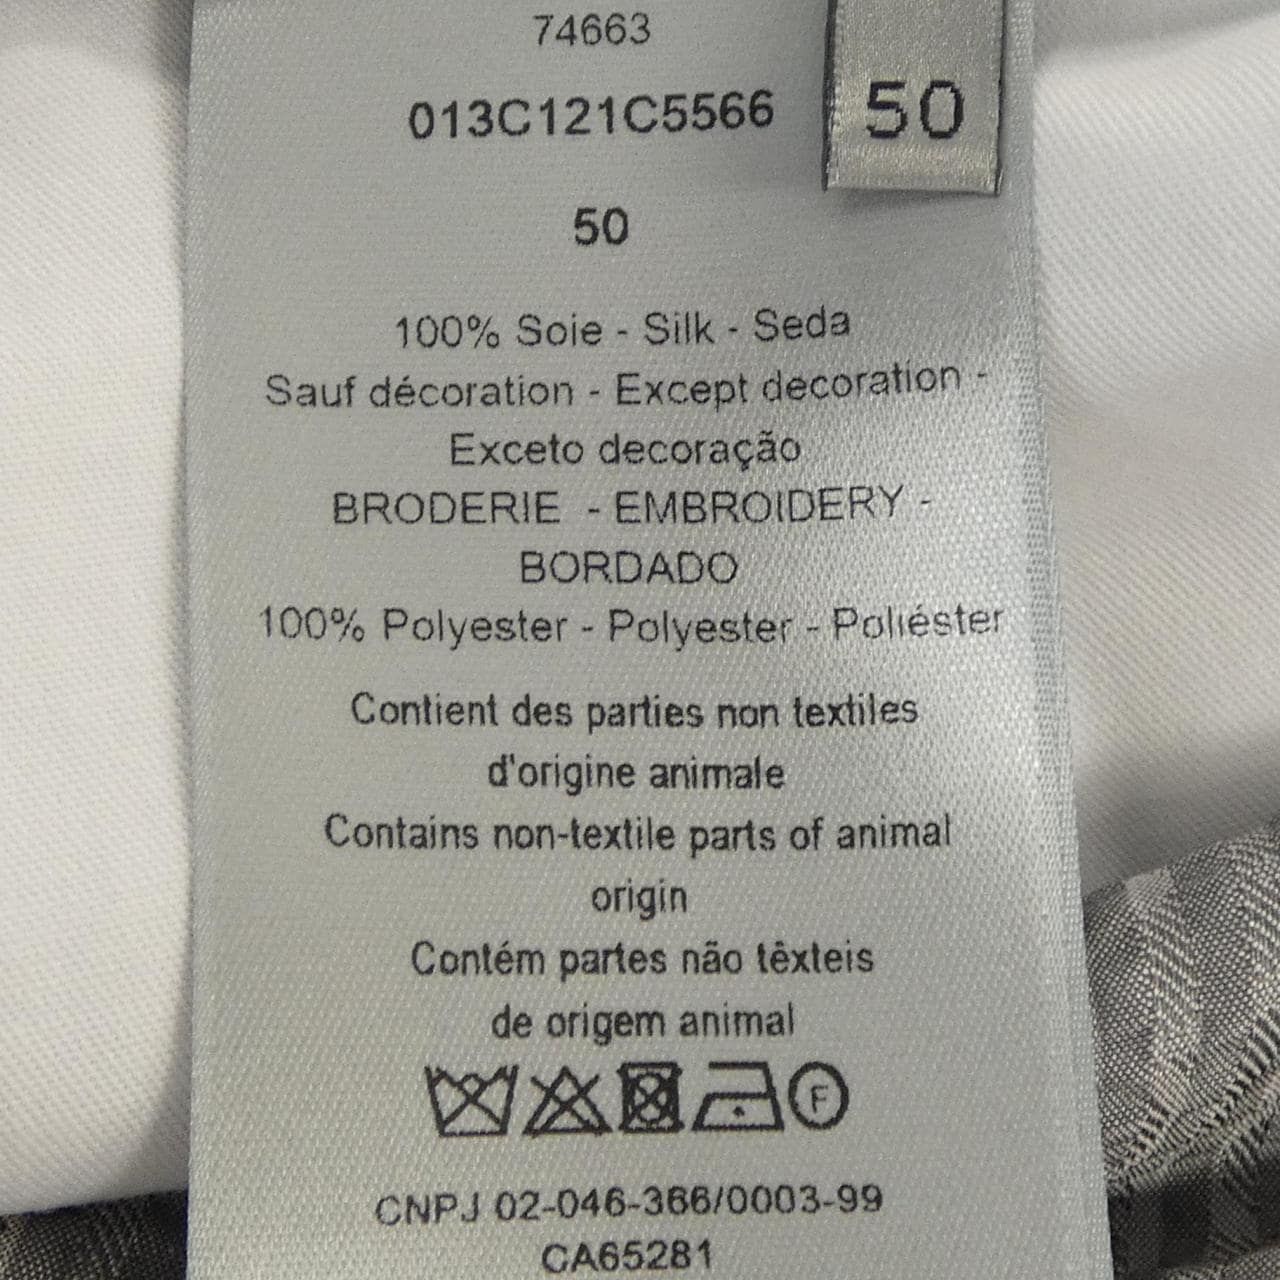 74663
013C121C5566
50
50
100% Soie - Silk - Seda
Sauf décoration - Except decoration -
Exceto decoração
BRODERIE - EMBROIDERY -
BORDADO
100% Polyester - Polyester - Poliéster
Contient des parties non textiles
d'origine animale
Contains non-textile parts of animal
origin
Contém partes não têxteis
de origem animal
F
CNPJ 02-046-366/0003-99
CA65281